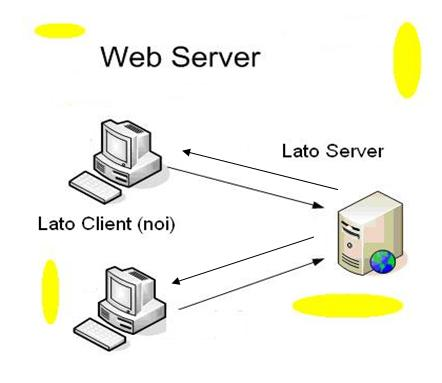 Web Server
Lato Server
Lato Client (noi)